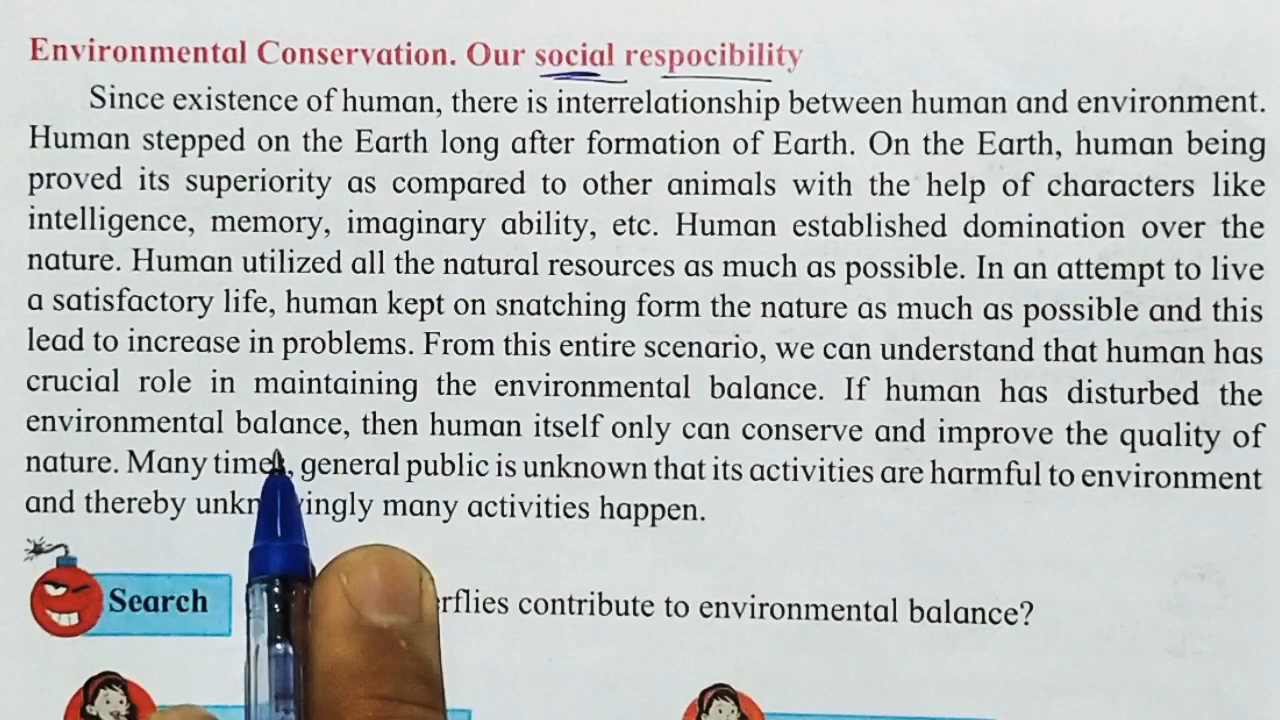 Environmental Conservation. Our social respocibility
Since existence of human, there is interrelationship between human and environment.
Human stepped on the Earth long after formation of Earth. On the Earth, human being
proved its superiority as compared to other animals with the help of characters like
intelligence, memory, imaginary ability, etc. Human established domination over the
nature. Human utilized all the natural resources as much as possible. In an attempt to live
a satisfactory life, human kept on snatching form the nature as much as possible and this
lead to increase in problems. From this entire scenario, we can understand that human has
crucial role in maintaining the environmental balance. If human has disturbed the
environmental balance, then human itself only can conserve and improve the quality of
nature. Many times, general public is unknown that its activities are harmful to environment
and thereby many activities happen.
Search
contribute to environmental balance?